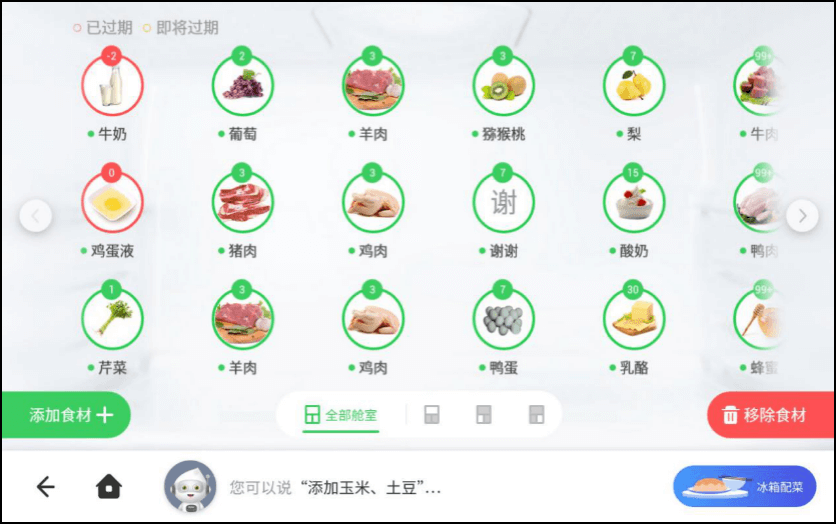 已过期 即将过期
-2 2 3 3 7 99+
牛奶 葡萄 羊肉 猕猴桃 梨 牛肉
0 3 3 7 15 99+
谢
鸡蛋液 猪肉 鸡肉 谢谢 酸奶 鸭肉
1 3 3 7 30 99+
芹菜 羊肉 鸡肉 鸭蛋 乳酪 蜂蜜
添加食材 全部舱室 移除食材
您可以说 “添加玉米、土豆”... 冰箱配菜